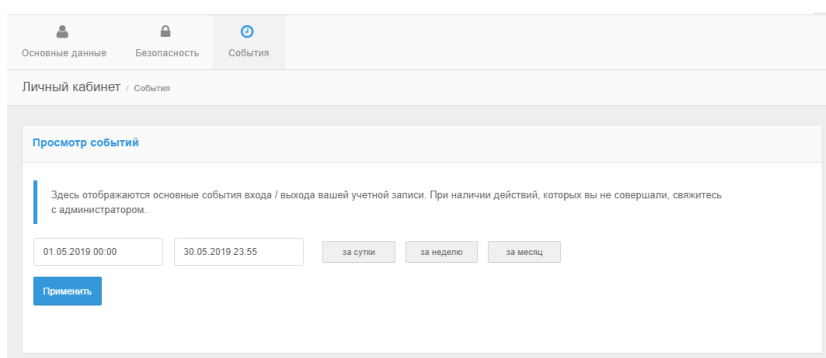 Основные данные Безопасность События
Личный кабинет / События
Просмотр событий
Здесь отображаются основные события входа / выхода вашей учетной записи. При наличии действий, которых вы не совершали, свяжитесь
с администратором.
01.05.2019 00:00 30.05.2019 23:55 за сутки за неделю за месяц
Применить